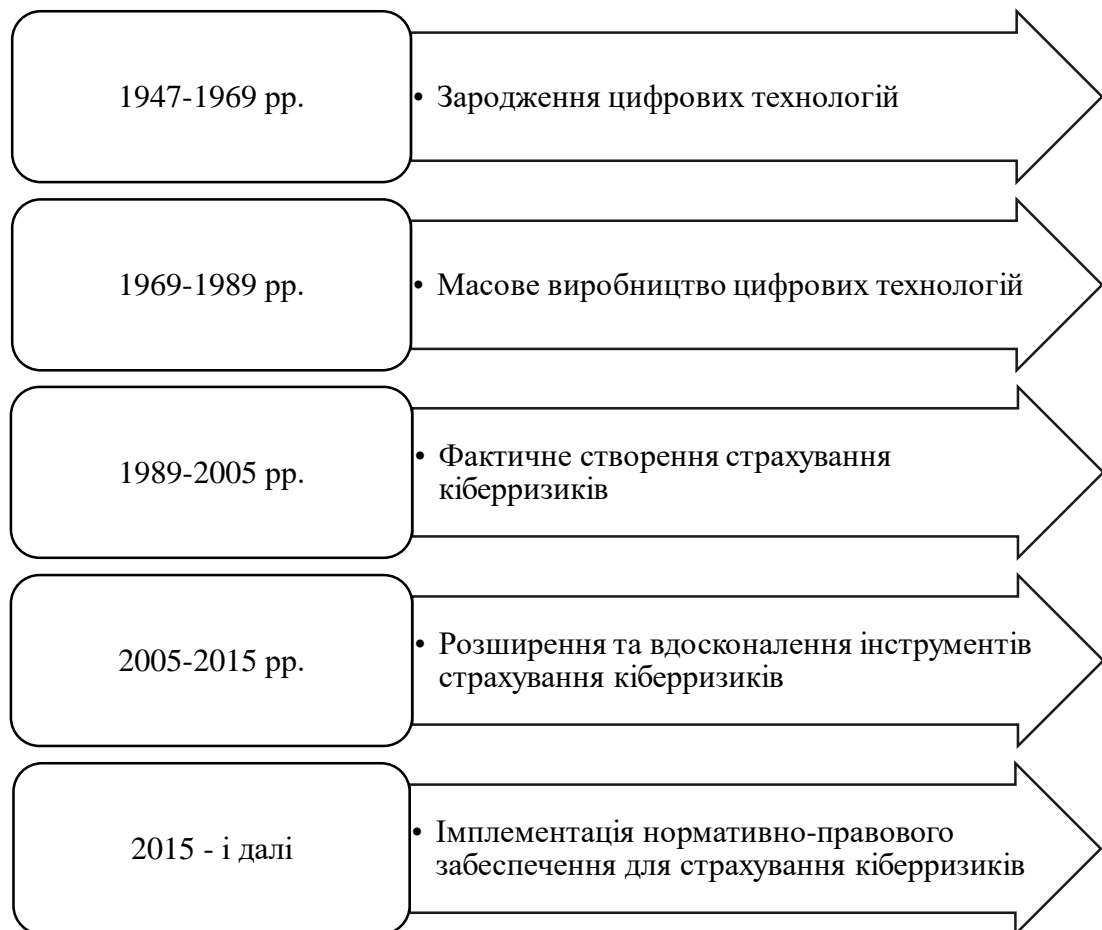 1947-1969 рр.
• Зародження цифрових технологій
1969-1989 рр.
• Масове виробництво цифрових технологій
1989-2005 рр.
• Фактичне створення страхування
кіберризиків
2005-2015 рр.
• Розширення та вдосконалення інструментів
страхування кіберризиків
2015 - і далі
• Імплементація нормативно-правового
забезпечення для страхування кіберризиків